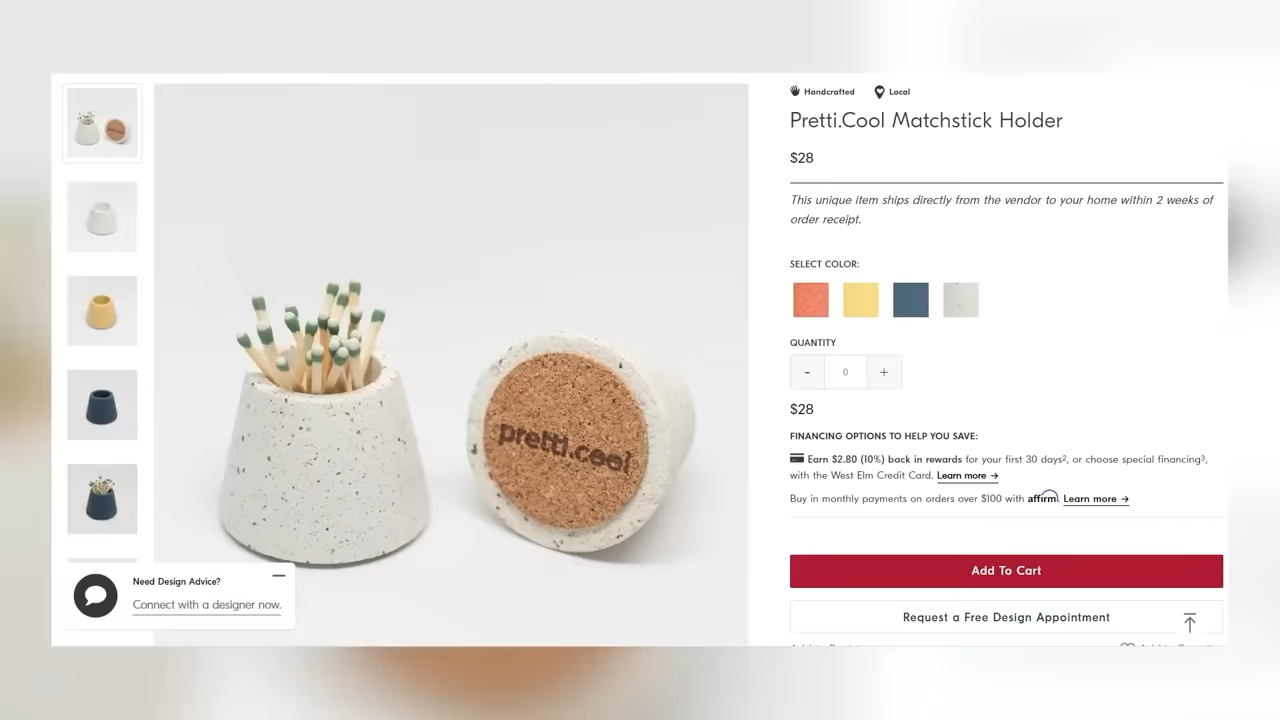 Handcrafted
Local
Pretti.Cool Matchstick Holder
$28
This unique item ships directly from the vendor to your home within 2 weeks of
order receipt.
SELECT COLOR:
QUANTITY
- 0 +
$28
FINANCING OPTIONS TO HELP YOU SAVE:
Earn $2.80 (10%) back in rewards for your first 30 days², or choose special financing³,
with the West Elm Credit Card. Learn more →
Buy in monthly payments on orders over $100 with affirm. Learn more →
Add To Cart
Request a Free Design Appointment
pretti.cool
Need Design Advice?
Connect with a designer now.